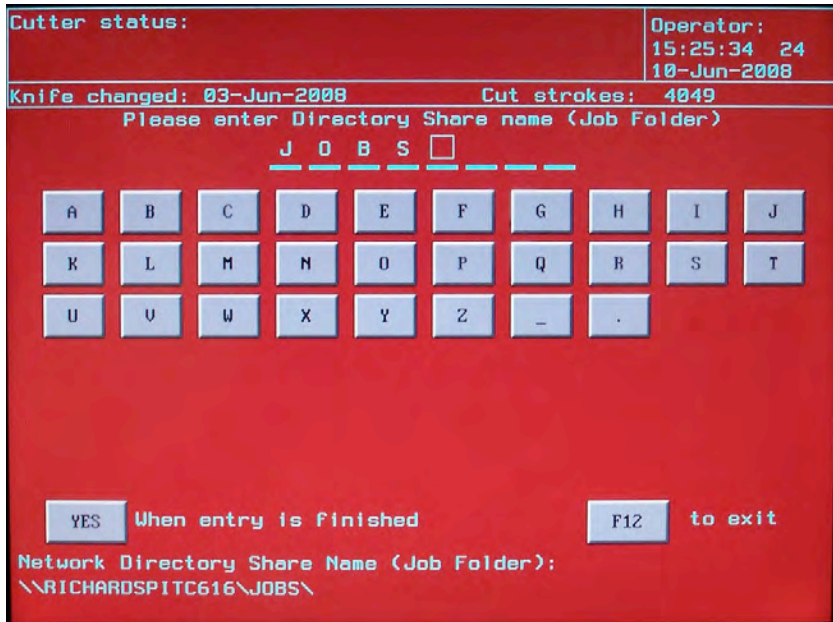 Cutter status:
Operator:
15:25:34 24
10-Jun-2008
Knife changed: 03-Jun-2008 Cut strokes: 4049
Please enter Directory Share name (Job Folder)
J O B S
A B C D E F G H I J
K L M N O P Q R S T
U V W X Y Z _ .
YES When entry is finished F12 to exit
Network Directory Share Name (Job Folder):
\\RICHARDSPITC616\JOBS\